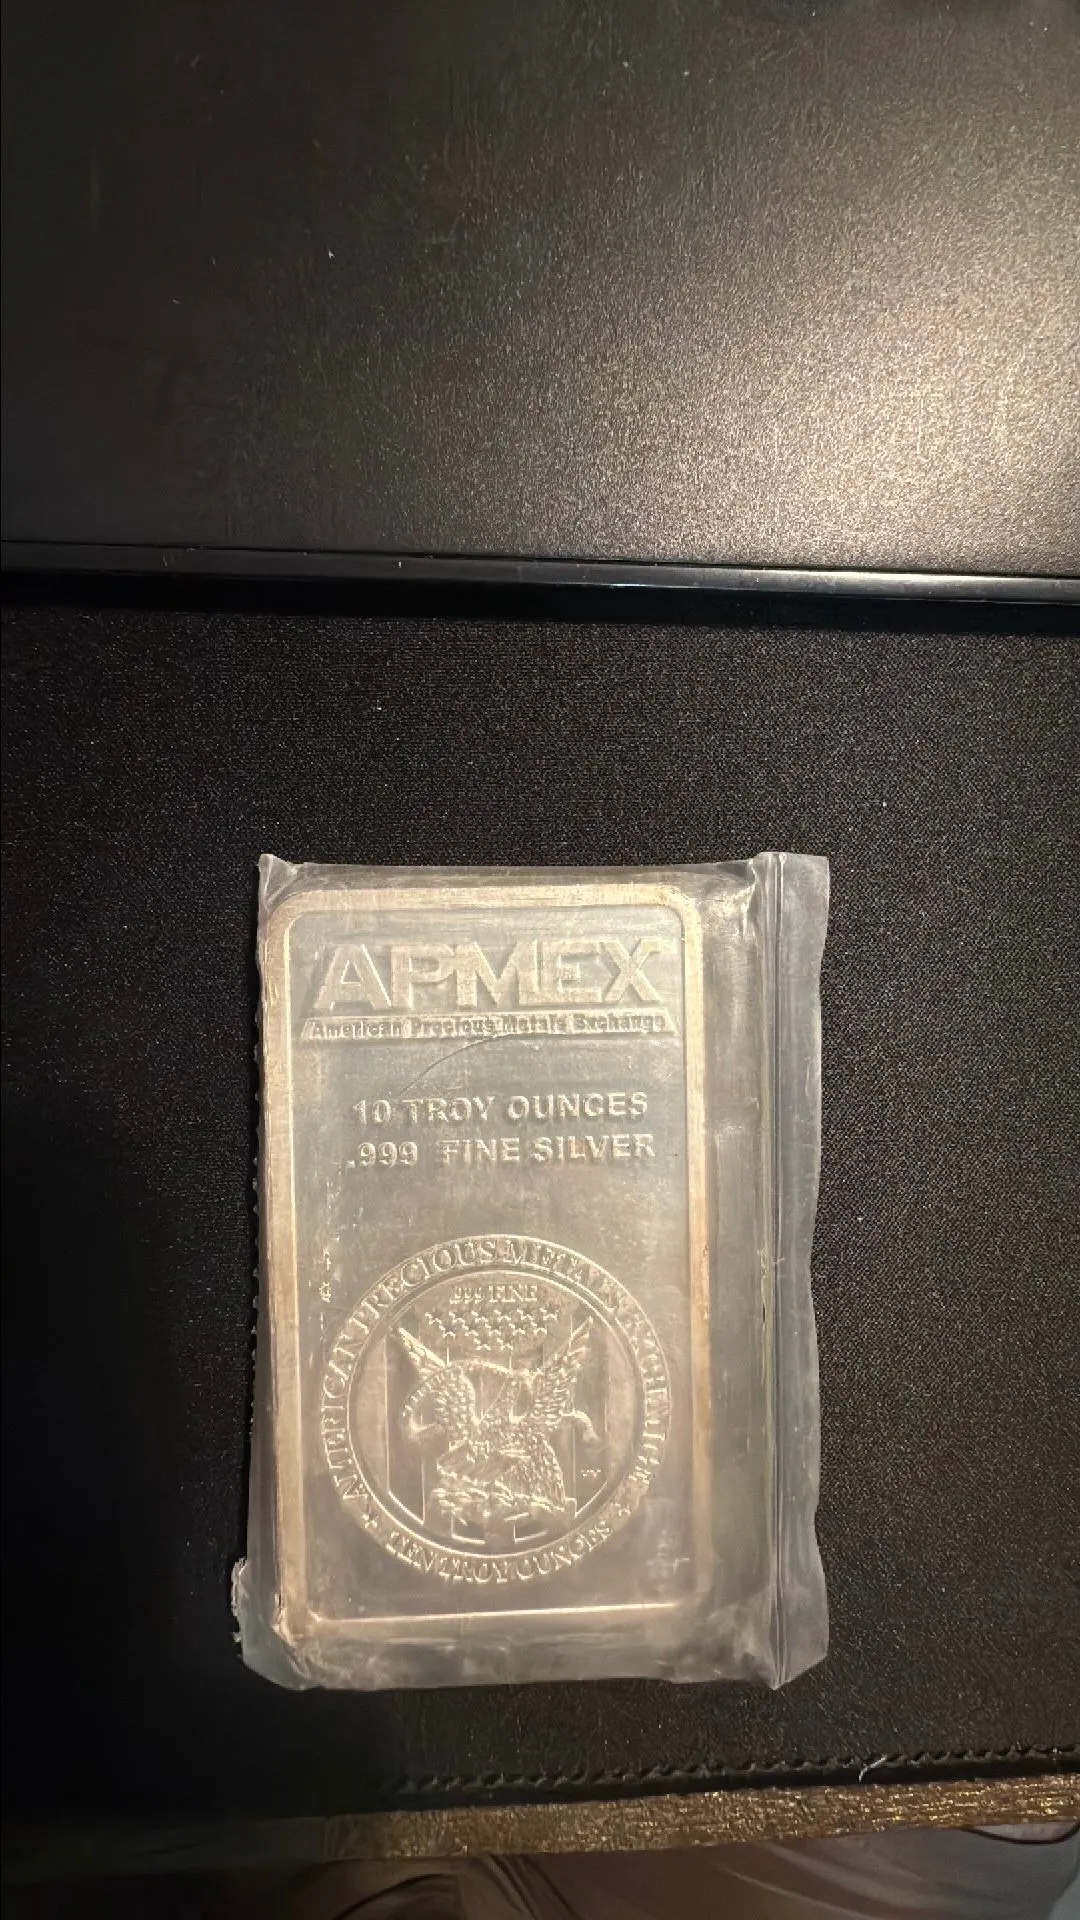 APMEX
American Precious Metals Exchange
10 TROY OUNCES
.999 FINE SILVER
AMERICAN PRECIOUS METALS EXCHANGE
.999 FINE
TEN TROY OUNCES